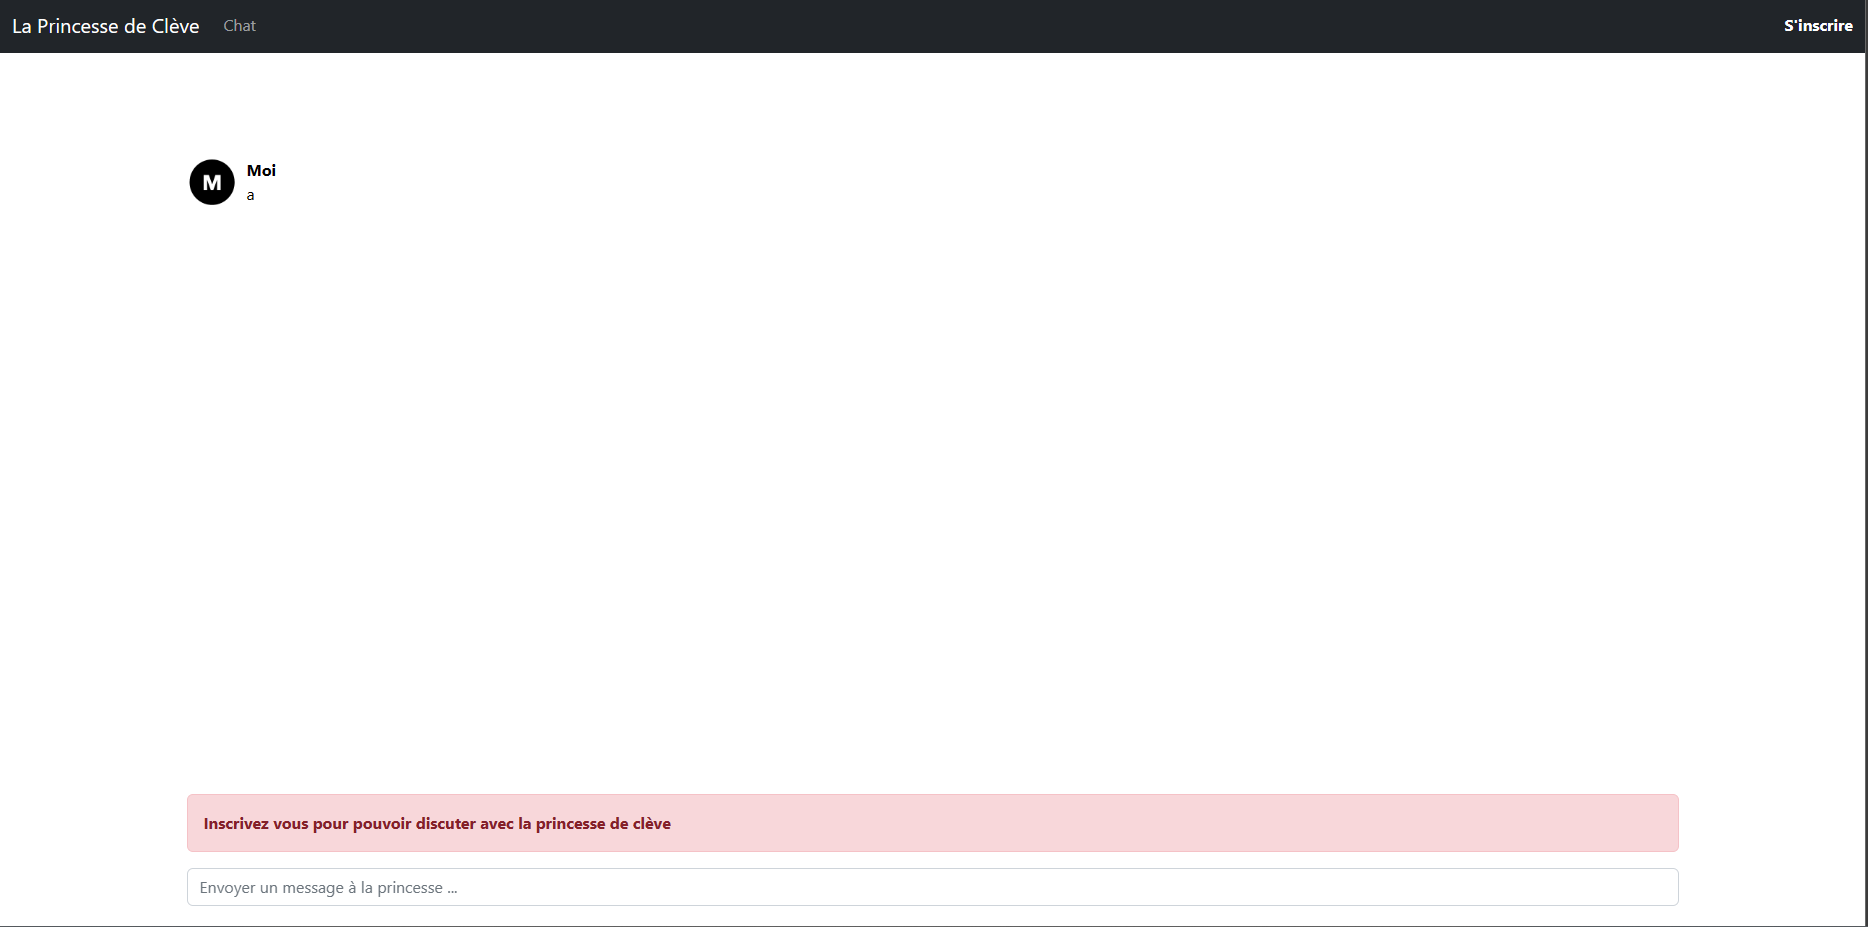 La Princesse de Clève Chat S'inscrire
M
Moi
a
Inscrivez vous pour pouvoir discuter avec la princesse de clève
Envoyer un message à la princesse ...